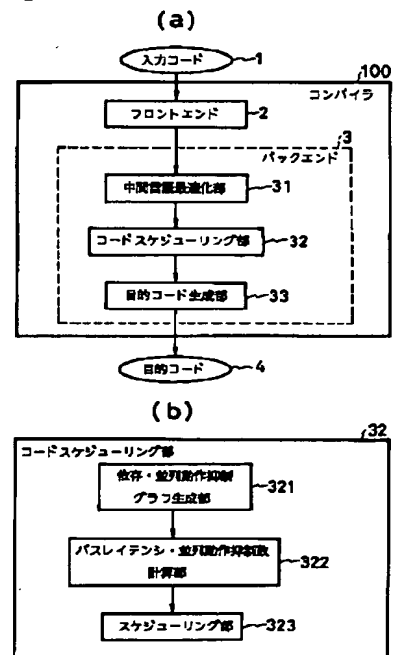 (a)
入力コード 1
100
コンパイラ
フロントエンド 2
3
バックエンド
中間言語最適化部 31
コードスケジューリング部 32
目的コード生成部 33
目的コード 4
(b)
32
コードスケジューリング部
依存・並列動作抑制
グラフ生成部 321
パスレイテンシ・並列動作抑制数
計算部 322
スケジューリング部 323